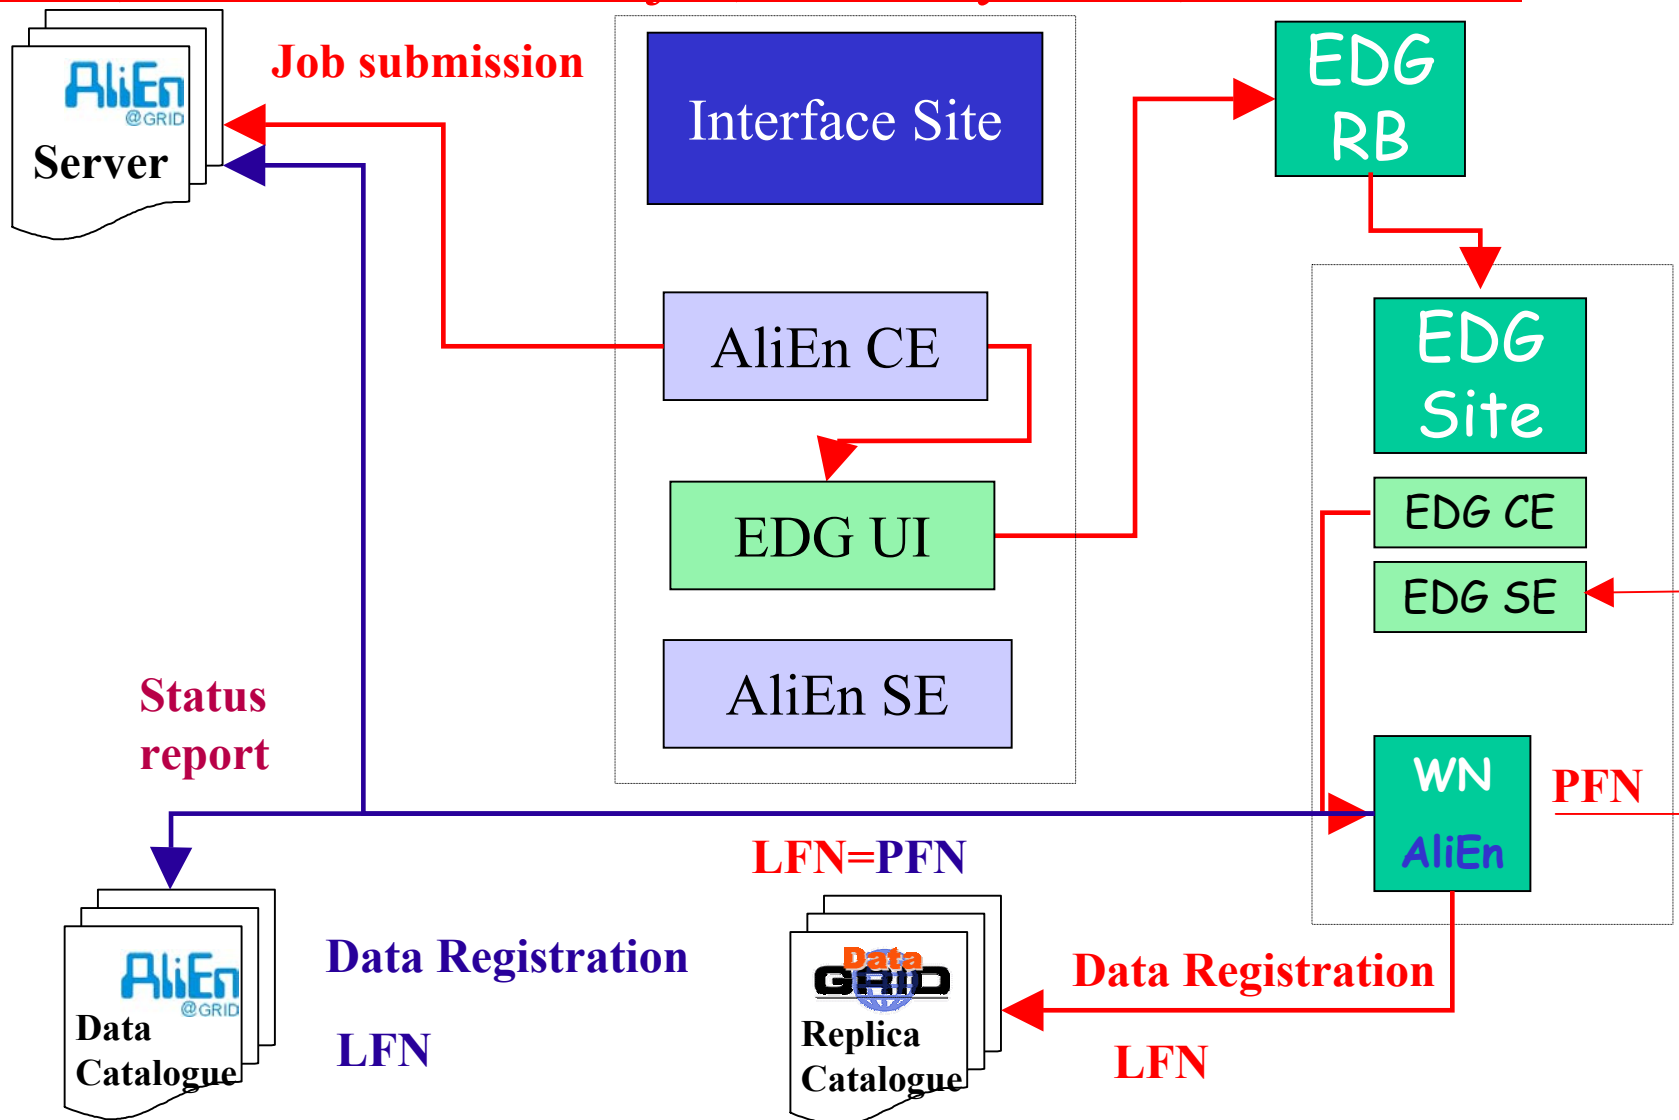 Job submission
AliEn
@GRID
Server
Interface Site
EDG
RB
AliEn CE
EDG
Site
EDG UI
EDG CE
EDG SE
AliEn SE
Status
report
WN
AliEn
PFN
LFN=PFN
AliEn
@GRID
Data
Catalogue
Data Registration
LFN
Data
GRID
Replica
Catalogue
Data Registration
LFN